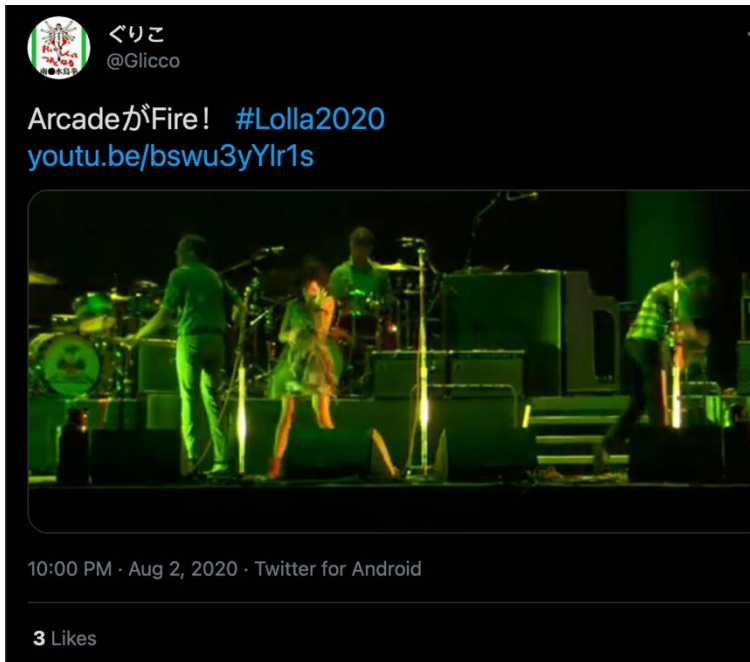 ぐりこ
@Glicco
ArcadeがFire！ #Lolla2020
youtu.be/bswu3yYlr1s
10:00 PM · Aug 2, 2020 · Twitter for Android
3 Likes